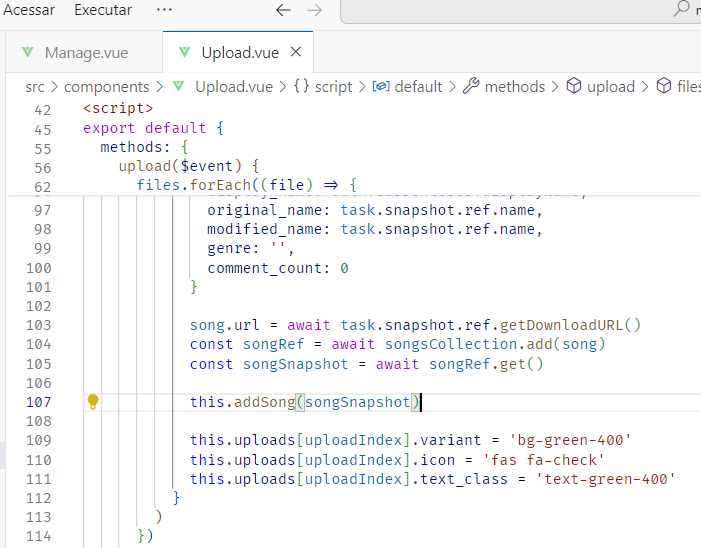 Acessar Executar ...
Manage.vue Upload.vue ×
src > components > Upload.vue > {} script > default > methods > upload > files
42 <script>
45 export default {
55 methods: {
56 upload($event) {
62 files.forEach((file) => {
97 original_name: task.snapshot.ref.name,
98 modified_name: task.snapshot.ref.name,
99 genre: '',
100 comment_count: 0
101 }
102
103 song.url = await task.snapshot.ref.getDownloadURL()
104 const songRef = await songsCollection.add(song)
105 const songSnapshot = await songRef.get()
106
107 this.addSong(songSnapshot)
108
109 this.uploads[uploadIndex].variant = 'bg-green-400'
110 this.uploads[uploadIndex].icon = 'fas fa-check'
111 this.uploads[uploadIndex].text_class = 'text-green-400'
112 }
113 )
114 })